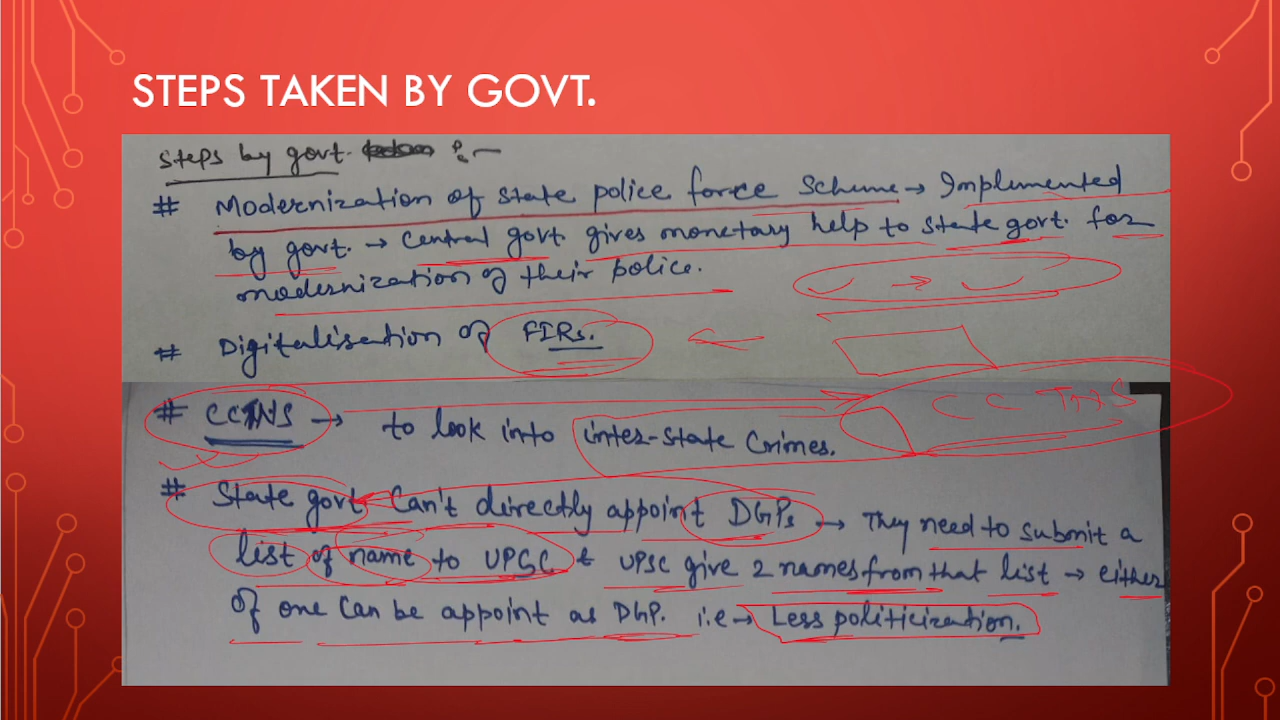 STEPS TAKEN BY GOVT.
Steps by govt. :-
# Modernization of state police force Scheme → Implemented
by govt. → Central govt. gives monetary help to state govt. for
modernization of their police.
# Digitalisation of FIRs.
# CCTNS → to look into inter-State Crimes.
CCTNS
# State govt Can't directly appoint DGPs → They need to submit a
list of name to UPSC & UPSC give 2 names from that list → either
of one Can be appoint as DGP. i.e → Less politicization.